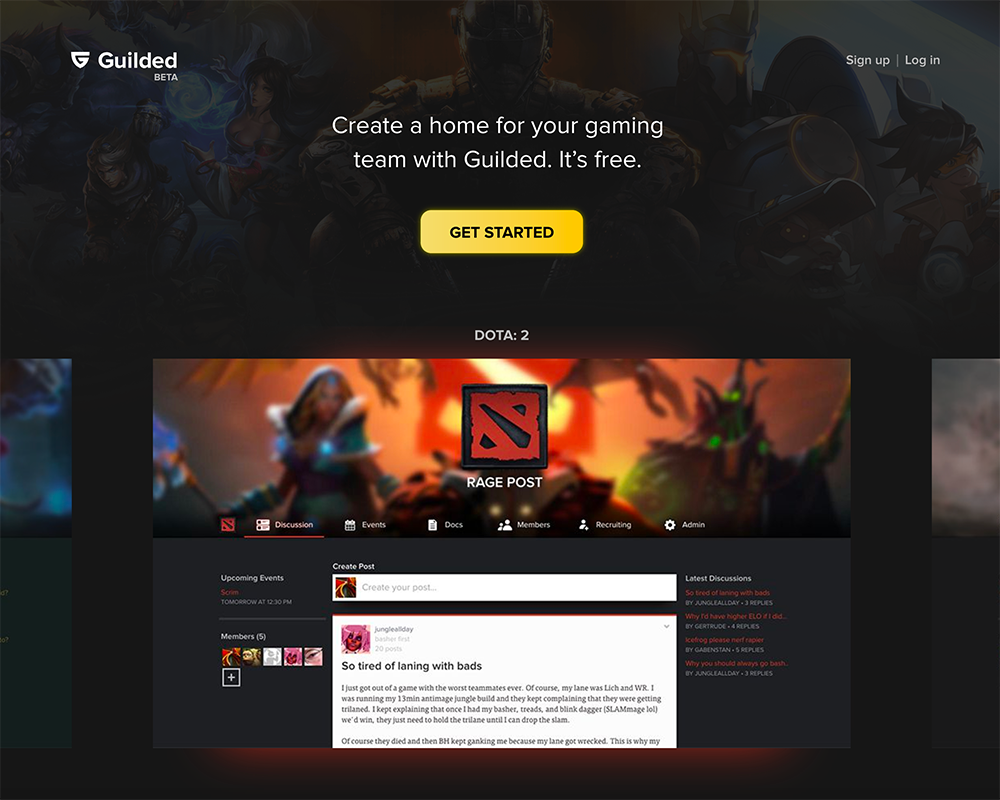 Guilded
BETA
Sign up | Log in
Create a home for your gaming
team with Guilded. It’s free.
GET STARTED
DOTA: 2
RAGE POST
Discussion
Events
Docs
Members
Recruiting
Admin
Upcoming Events
Scrim
TOMORROW AT 12:30 PM
Members (5)
+
Create Post
Create your post...
jungleallday
basher first
20 posts
So tired of laning with bads
I just got out of a game with the worst teammates ever. Of course, my lane was Lich and WR. I
was running my 13min antimage jungle build and they kept complaining that they were getting
trilaned. I kept explaining that once I had my basher, treads, and blink dagger (SLAMmage lol)
we'd win, they just need to hold the trilane until I can drop the slam.
Of course they died and then BH kept ganking me because my lane got wrecked. This is why my
Latest Discussions
So tired of laning with bads
BY JUNGLEALLDAY • 3 REPLIES
Why I'd have higher ELO if I did..
BY GERTRUDE • 4 REPLIES
Icefrog please nerf rapier
BY GABENSTAN • 5 REPLIES
Why you should always go bash..
BY JUNGLEALLDAY • 3 REPLIES